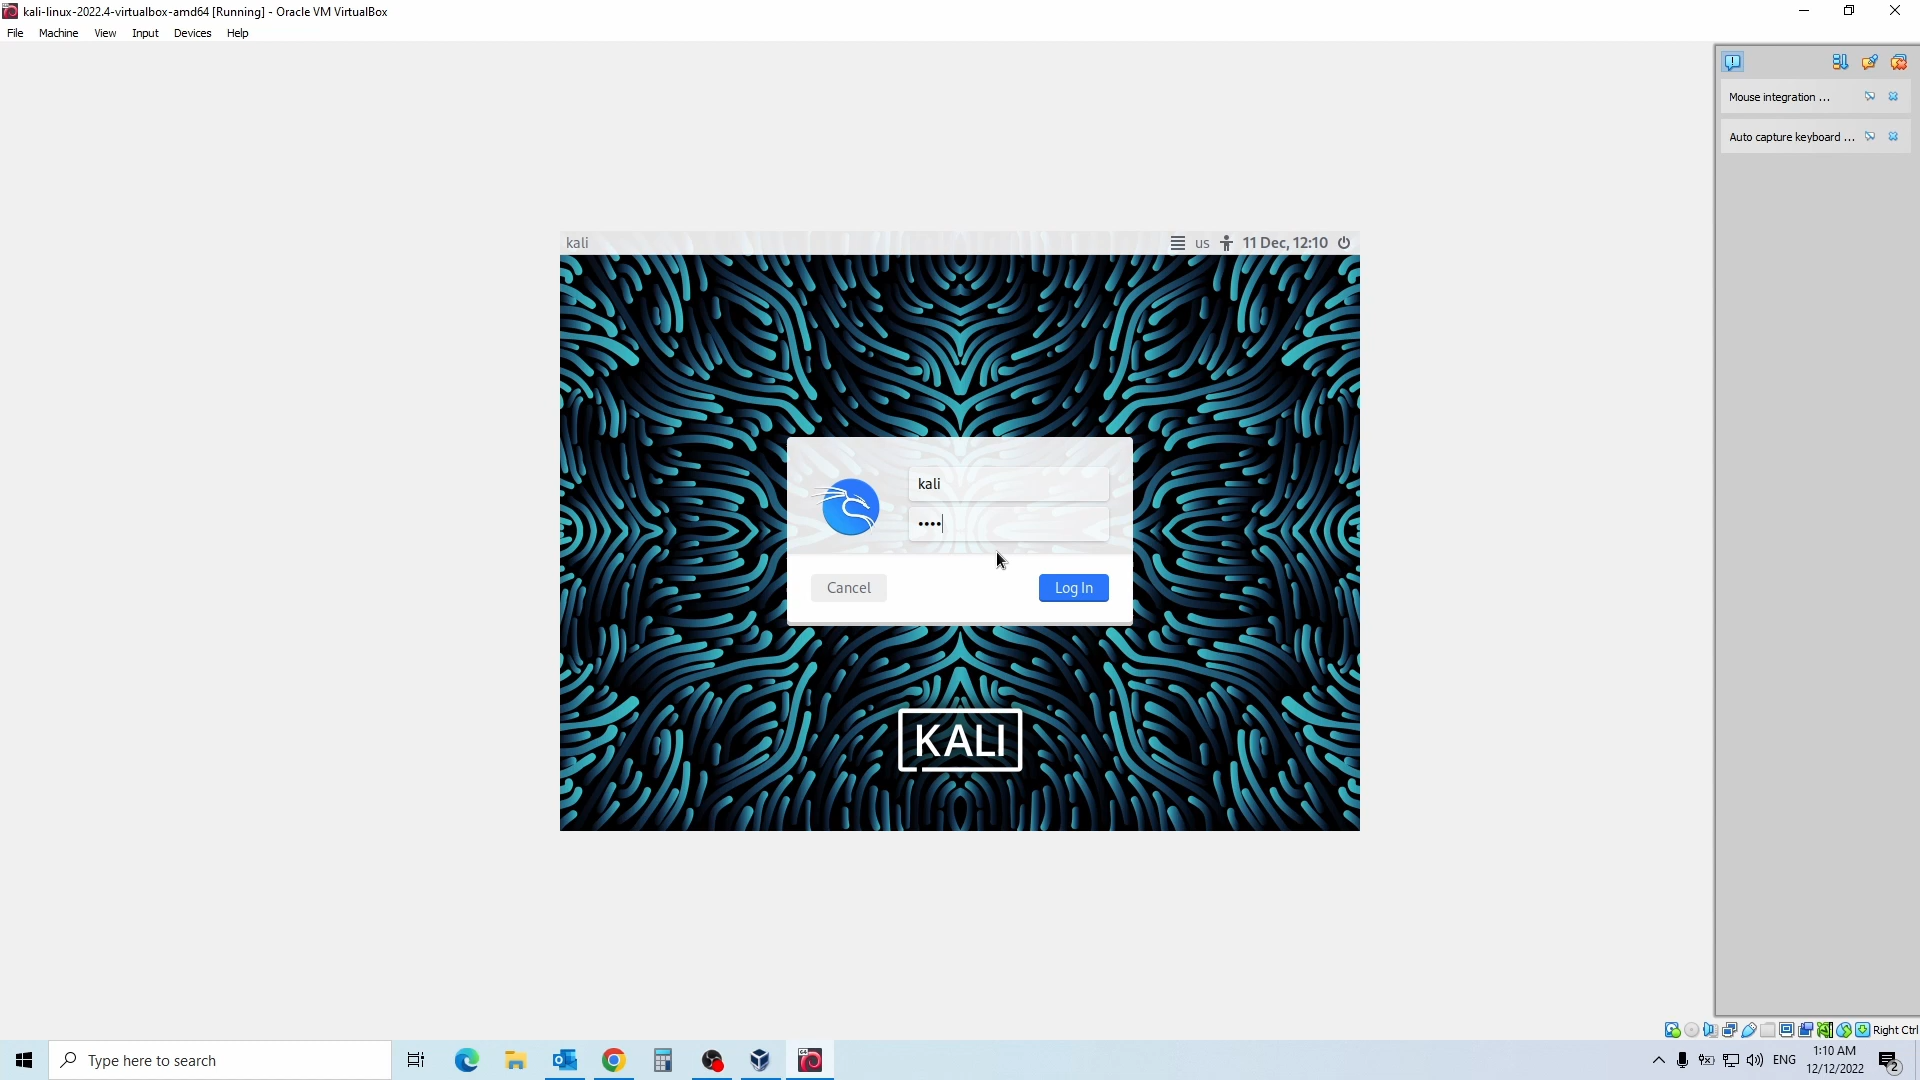 kali-linux-2022.4-virtualbox-amd64 [Running] - Oracle VM VirtualBox
File Machine View Input Devices Help
Mouse integration ...
Auto capture keyboard ...
kali us 11 Dec, 12:10
kali
••••
Cancel Log In
KALI
Right Ctrl
Type here to search
64
ENG
1:10 AM
12/12/2022
2